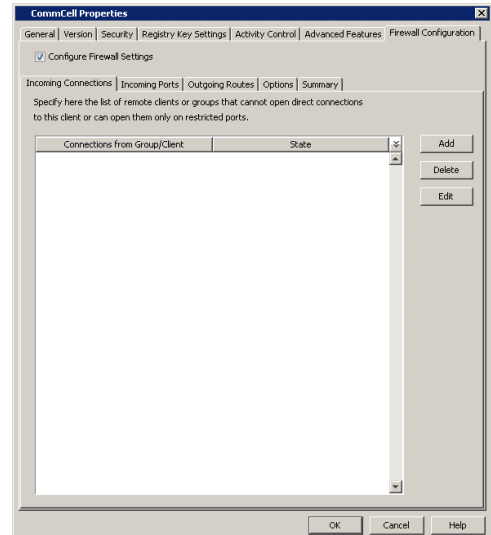 CommCell Properties
General Version Security Registry Key Settings Activity Control Advanced Features Firewall Configuration
Configure Firewall Settings
Incoming Connections Incoming Ports Outgoing Routes Options Summary
Specify here the list of remote clients or groups that cannot open direct connections
to this client or can open them only on restricted ports.
Connections from Group/Client State
Add
Delete
Edit
OK Cancel Help